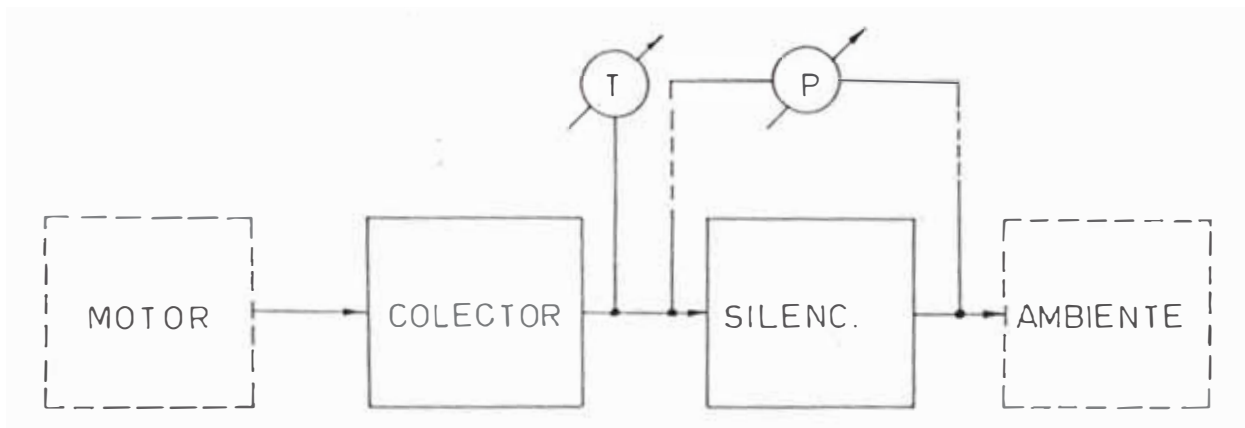 T
P
MOTOR
COLECTOR
SILENC.
AMBIENTE